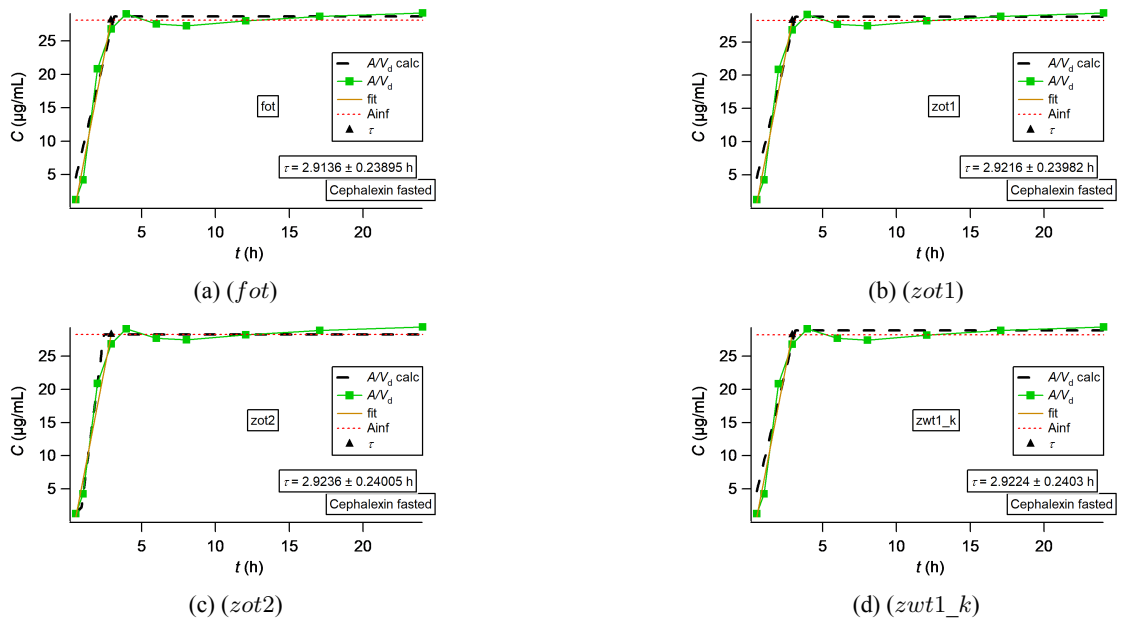 25
20
15
10
5
C (µg/mL)
5
10
15
20
t (h)
A/Vd calc
A/Vd
fit
Ainf
τ
fot
τ = 2.9136 ± 0.23895 h
Cephalexin fasted
(a) (fot)
25
20
15
10
5
C (µg/mL)
5
10
15
20
t (h)
A/Vd calc
A/Vd
fit
Ainf
τ
zot1
τ = 2.9216 ± 0.23982 h
Cephalexin fasted
(b) (zot1)
25
20
15
10
5
C (µg/mL)
5
10
15
20
t (h)
A/Vd calc
A/Vd
fit
Ainf
τ
zot2
τ = 2.9236 ± 0.24005 h
Cephalexin fasted
(c) (zot2)
25
20
15
10
5
C (µg/mL)
5
10
15
20
t (h)
A/Vd calc
A/Vd
fit
Ainf
τ
zwt1_k
τ = 2.9224 ± 0.2403 h
Cephalexin fasted
(d) (zwt1_k)